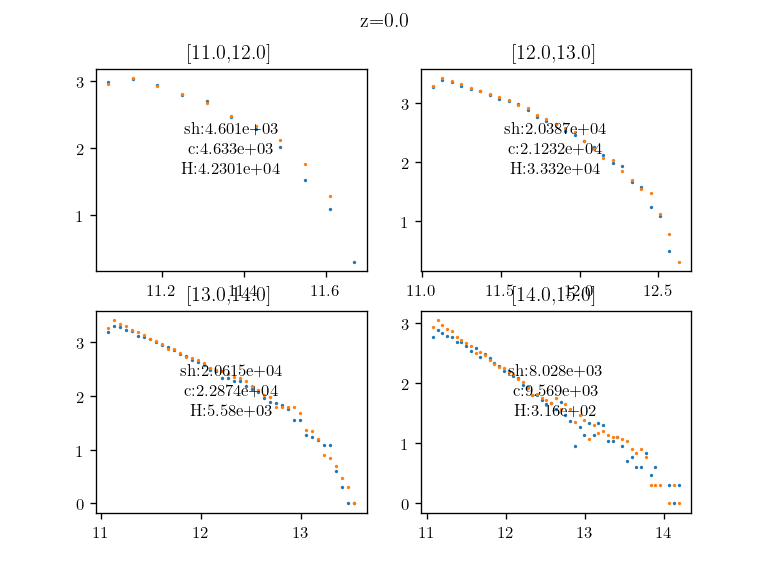 z=0.0
[11.0,12.0]
[12.0,13.0]
3
2
1
sh:4.601e+03
c:4.633e+03
H:4.2301e+04
11.2
11.4
11.6
3
2
1
sh:2.0387e+04
c:2.1232e+04
H:3.332e+04
11.0
11.5
12.0
12.5
[13.0,14.0]
[14.0,15.0]
3
2
1
0
sh:2.0615e+04
c:2.2874e+04
H:5.58e+03
11
12
13
3
2
1
0
sh:8.028e+03
c:9.569e+03
H:3.16e+02
11
12
13
14